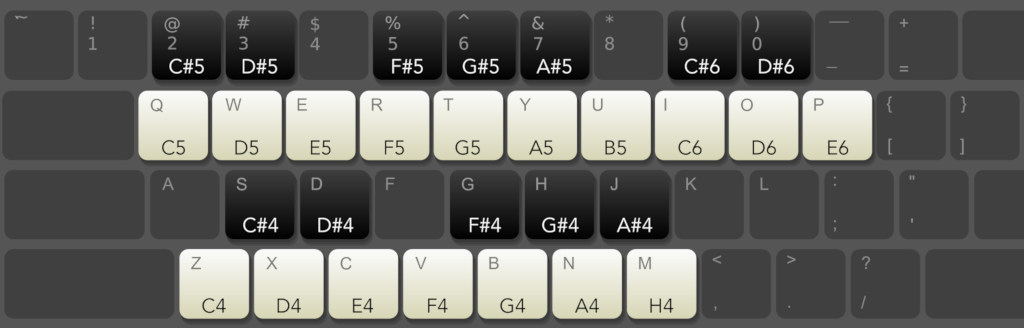 ~ ! @ # $ % ^ & * ( ) — +
1 2 3 4 5 6 7 8 9 0 _ =
C#5 D#5 F#5 G#5 A#5 C#6 D#6
Q W E R T Y U I O P { }
C5 D5 E5 F5 G5 A5 B5 C6 D6 E6 [ ]
A S D F G H J K L : "
C#4 D#4 F#4 G#4 A#4 ; '
Z X C V B N M < > ?
C4 D4 E4 F4 G4 A4 H4 , . /